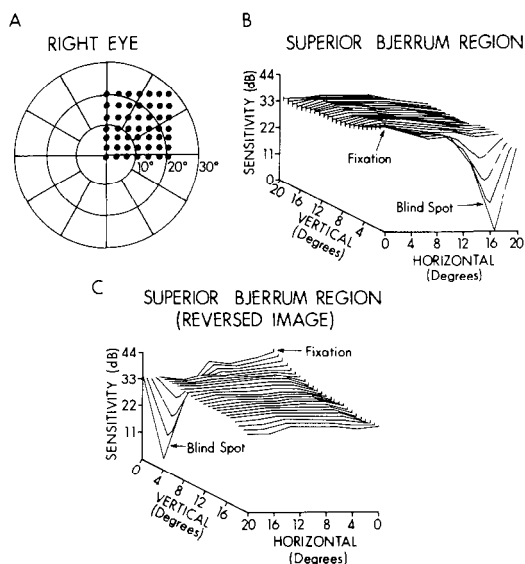 A
RIGHT EYE
10° 20° 30°
B
SUPERIOR BJERRUM REGION
SENSITIVITY (dB)
44
33
22
11
0
Fixation
Blind Spot
20 16 12 8 4
VERTICAL
(Degrees)
0 4 8 12 16 20
HORIZONTAL
(Degrees)
C
SUPERIOR BJERRUM REGION
(REVERSED IMAGE)
SENSITIVITY (dB)
44
33
22
11
Fixation
Blind Spot
0 4 8 12 16
VERTICAL
(Degrees)
20 16 12 8 4 0
HORIZONTAL
(Degrees)